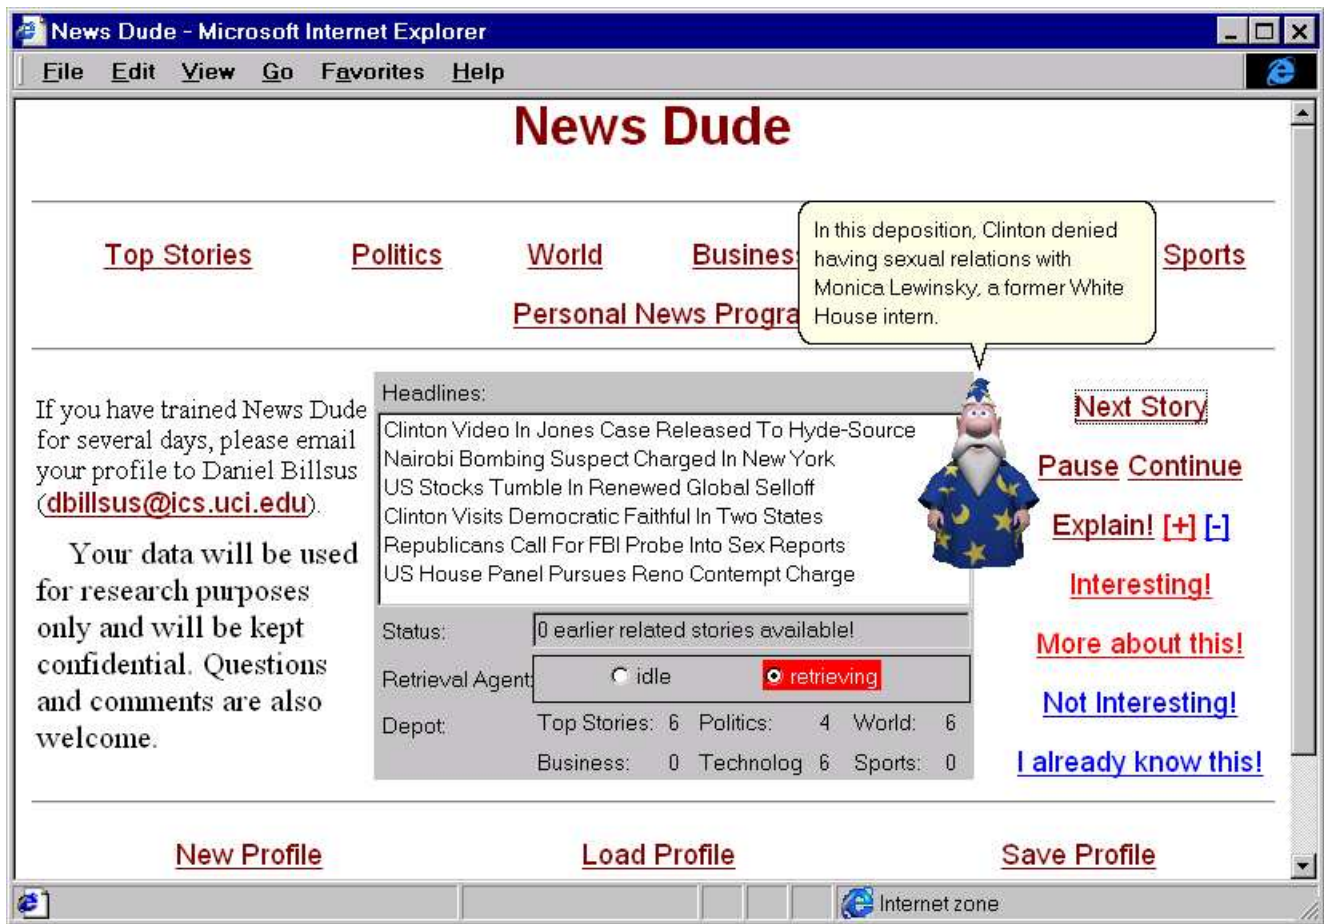 News Dude - Microsoft Internet Explorer
File Edit View Go Favorites Help
News Dude
Top Stories Politics World Business Sports
Personal News
In this deposition, Clinton denied
having sexual relations with
Monica Lewinsky, a former White
House intern.
If you have trained News Dude
for several days, please email
your profile to Daniel Billsus
(dbillsus@ics.uci.edu).
Your data will be used
for research purposes
only and will be kept
confidential. Questions
and comments are also
welcome.
Headlines:
Clinton Video In Jones Case Released To Hyde-Source
Nairobi Bombing Suspect Charged In New York
US Stocks Tumble In Renewed Global Selloff
Clinton Visits Democratic Faithful In Two States
Republicans Call For FBI Probe Into Sex Reports
US House Panel Pursues Reno Contempt Charge
Status: 0 earlier related stories available!
Retrieval Agent: idle retrieving
Depot: Top Stories: 6 Politics: 4 World: 6
Business: 0 Technolog 6 Sports: 0
Next Story
Pause Continue
Explain! [+] [-]
Interesting!
More about this!
Not Interesting!
I already know this!
New Profile Load Profile Save Profile
Internet zone